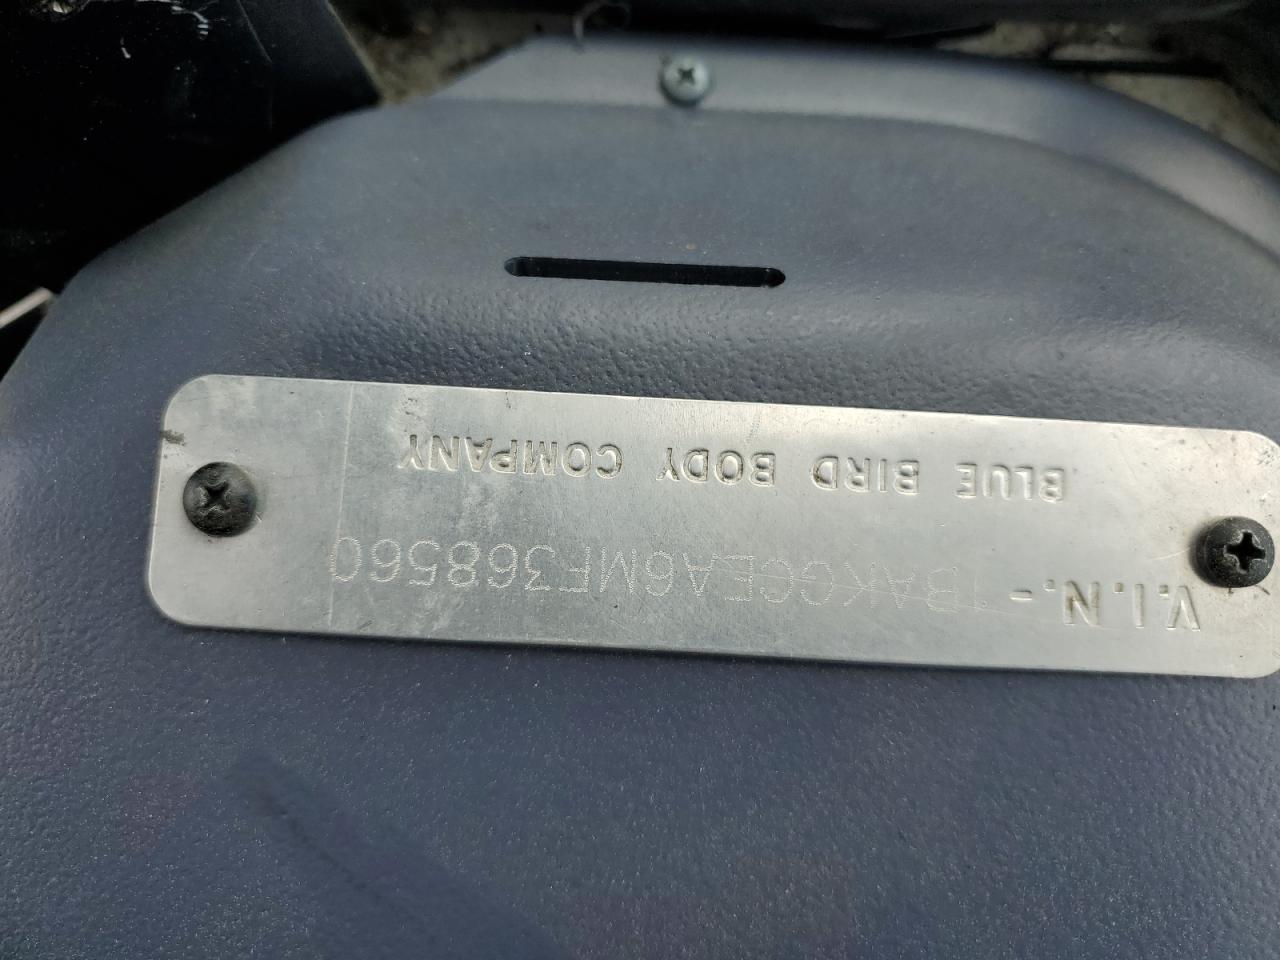 BLUE BIRD BODY COMPANY
V.I.N.- 1BAKGCEA6MF368560